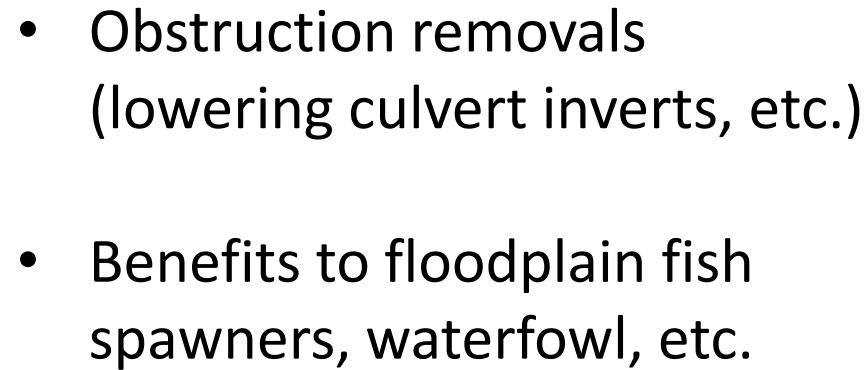 • Obstruction removals
(lowering culvert inverts, etc.)
• Benefits to floodplain fish
spawners, waterfowl, etc.